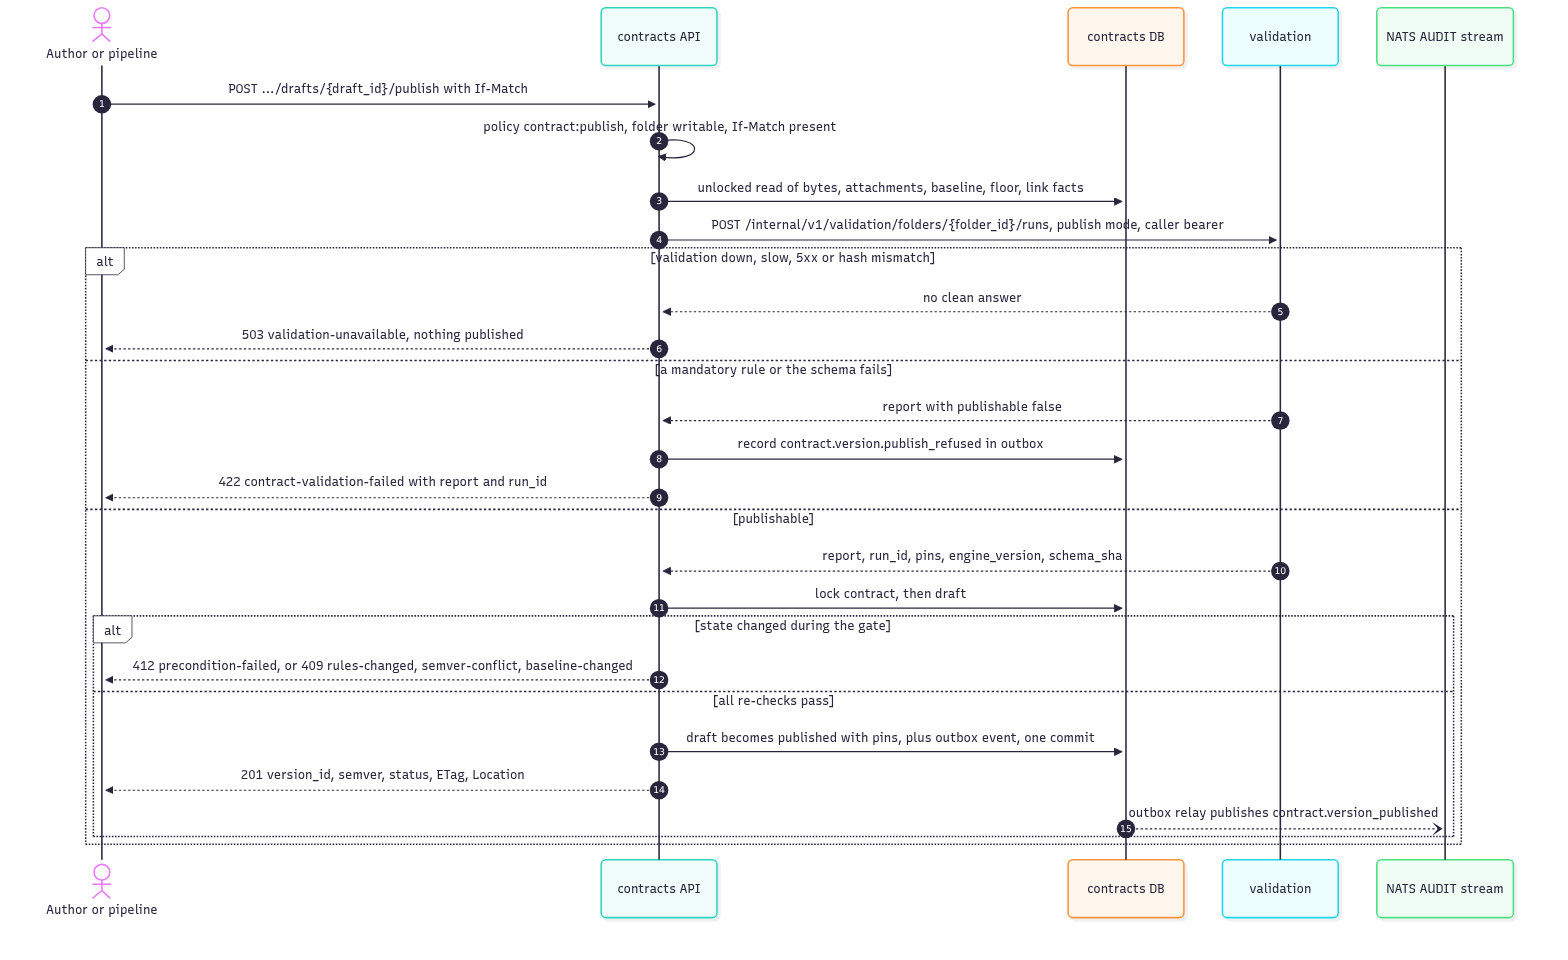 Author or pipeline
contracts API
contracts DB
validation
NATS AUDIT stream
POST .../drafts/{draft_id}/publish with If-Match
1
policy contract:publish, folder writable, If-Match present
2
unlocked read of bytes, attachments, baseline, floor, link facts
3
POST /internal/v1/validation/folders/{folder_id}/runs, publish mode, caller bearer
4
alt
[validation down, slow, 5xx or hash mismatch]
no clean answer
5
503 validation-unavailable, nothing published
6
[a mandatory rule or the schema fails]
report with publishable false
7
record contract.version.publish_refused in outbox
8
422 contract-validation-failed with report and run_id
9
[publishable]
report, run_id, pins, engine_version, schema_sha
10
lock contract, then draft
11
alt
[state changed during the gate]
412 precondition-failed, or 409 rules-changed, semver-conflict, baseline-changed
12
[all re-checks pass]
draft becomes published with pins, plus outbox event, one commit
13
201 version_id, semver, status, ETag, Location
14
outbox relay publishes contract.version_published
15
Author or pipeline
contracts API
contracts DB
validation
NATS AUDIT stream